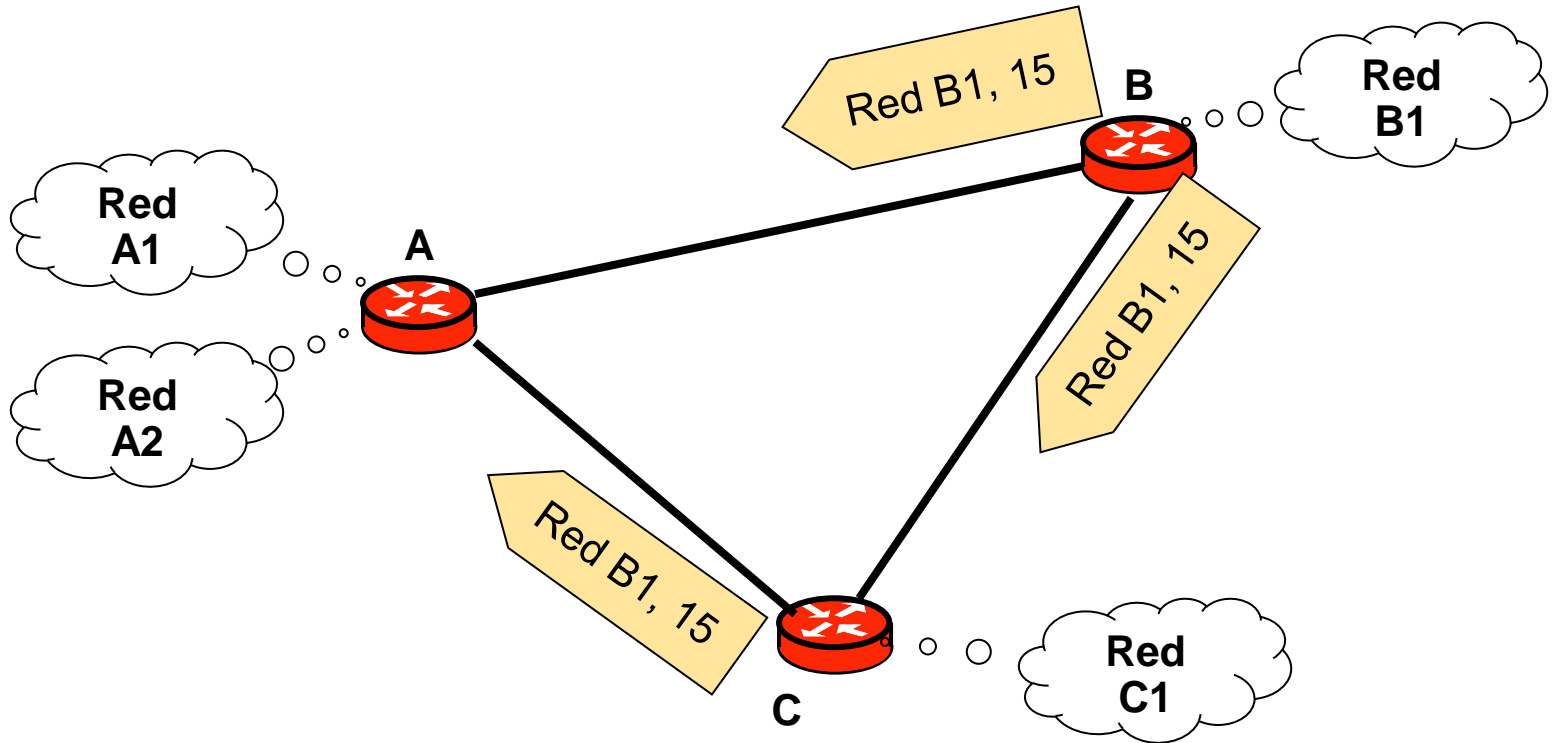 Red B1, 15
B
Red
B1
Red
A1
A
Red B1, 15
Red
A2
Red B1, 15
Red
C1
C